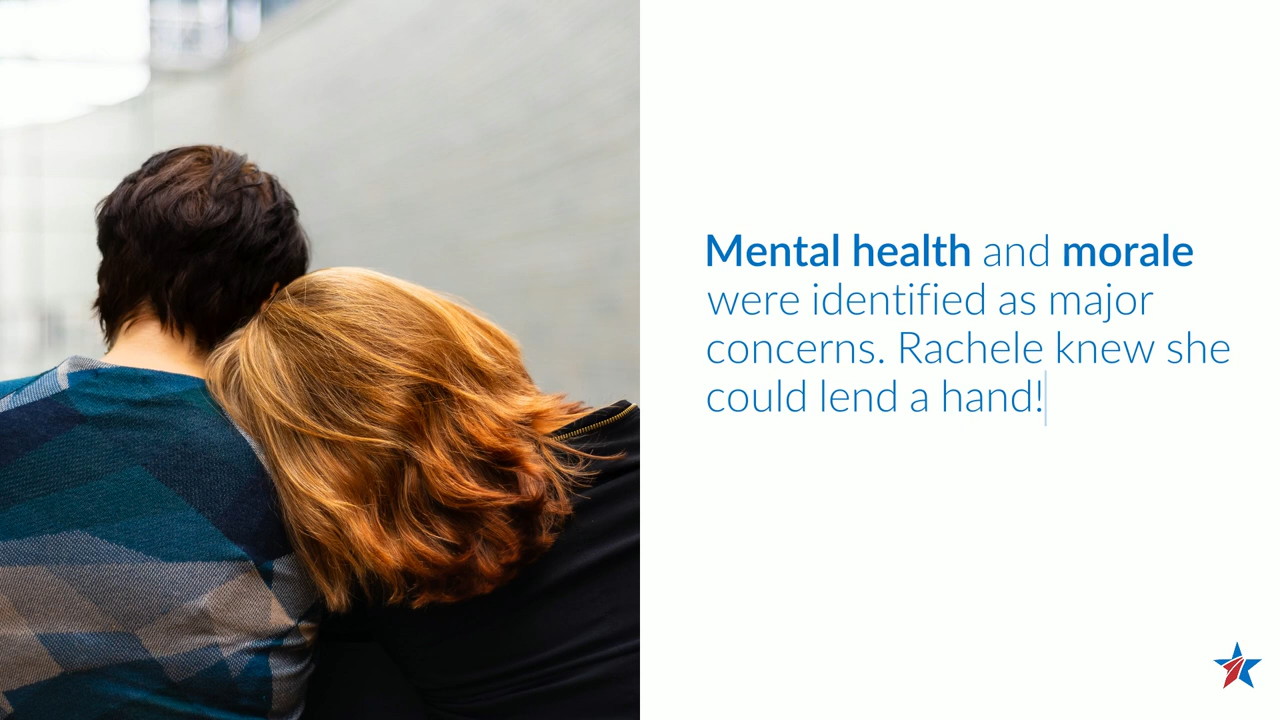 Mental health and morale
were identified as major
concerns. Rachele knew she
could lend a hand!